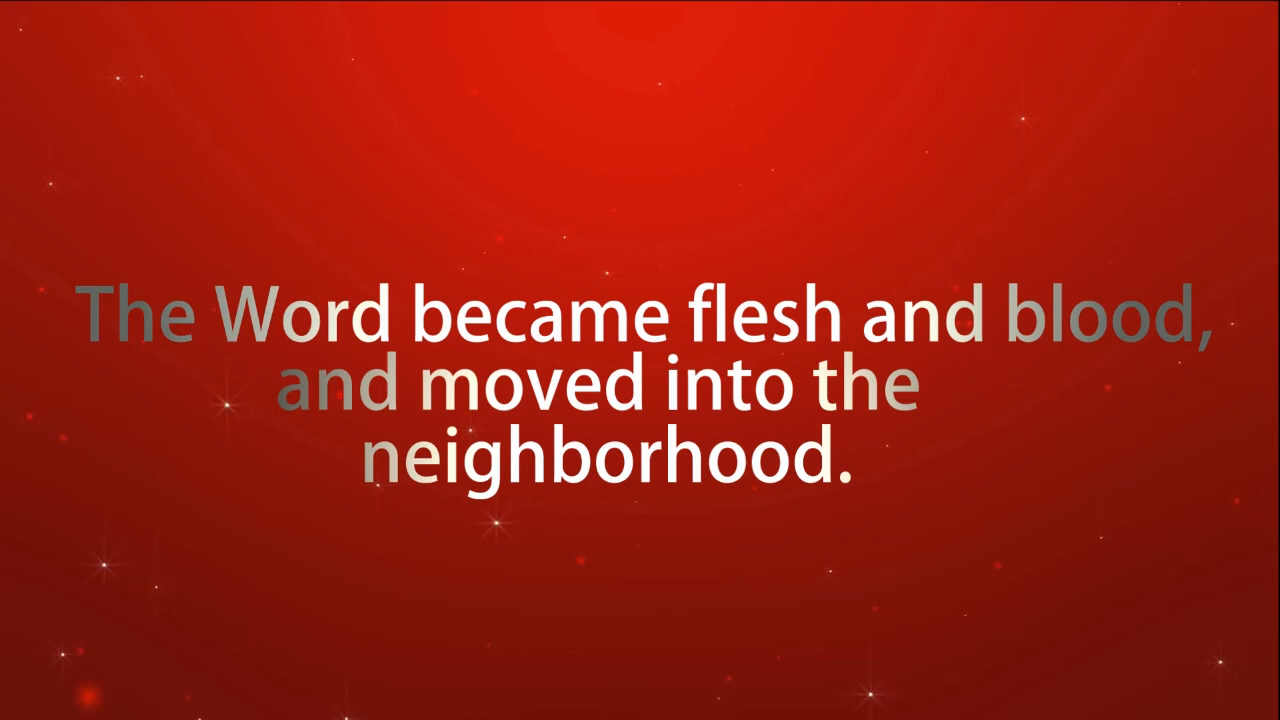 The Word became flesh and blood,
and moved into the
neighborhood.